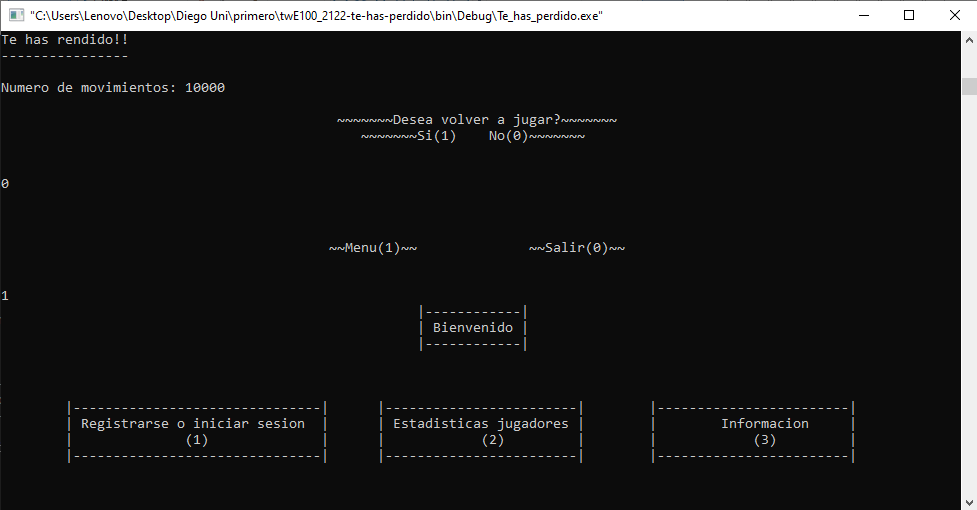 "C:\Users\Lenovo\Desktop\Diego Uni\primero\twE100_2122-te-has-perdido\bin\Debug\Te_has_perdido.exe"
Te has rendido!!
----------------
Numero de movimientos: 10000
~~~~~~~Desea volver a jugar?~~~~~~~
~~~~~~~Si(1)    No(0)~~~~~~~
0
~~Menu(1)~~              ~~Salir(0)~~
1
|------------|
| Bienvenido |
|------------|
|-------------------------------|      |------------------------|         |------------------------|
| Registrarse o iniciar sesion  |      | Estadisticas jugadores |         |        Informacion     |
|              (1)              |      |            (2)         |         |            (3)         |
|-------------------------------|      |------------------------|         |------------------------|